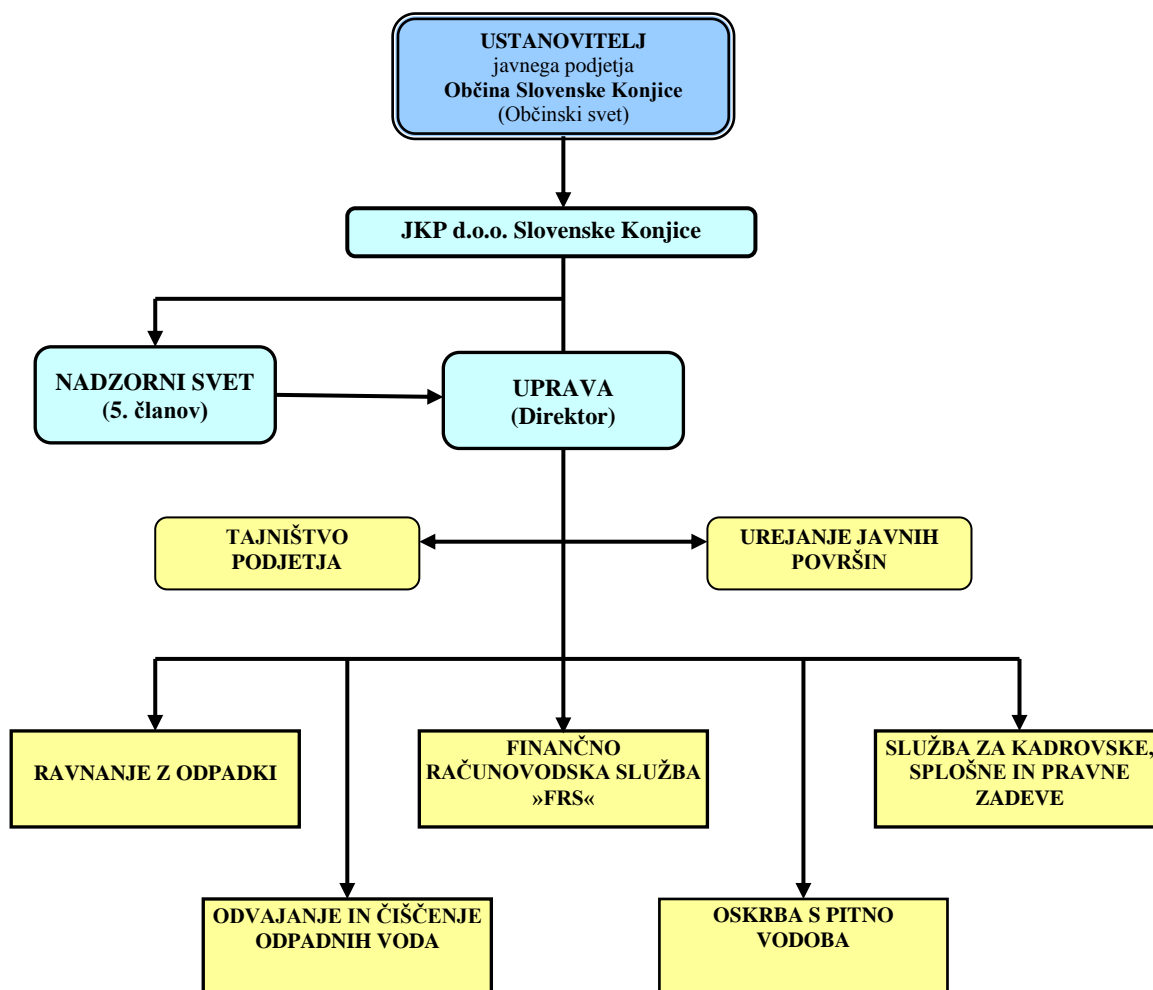 USTANOVITELJ
javnega podjetja
Občina Slovenske Konjice
(Občinski svet)
JKP d.o.o. Slovenske Konjice
NADZORNI SVET
(5. članov)
UPRAVA
(Direktor)
TAJNIŠTVO
PODJETJA
UREJANJE JAVNIH
POVRŠIN
RAVNANJE Z ODPADKI
FINANČNO
RAČUNOVODSKA SLUŽBA
»FRS«
SLUŽBA ZA KADROVSKE,
SPLOŠNE IN PRAVNE
ZADEVE
ODVAJANJE IN ČIŠČENJE
ODPADNIH VODA
OSKRBA S PITNO
VODOBA